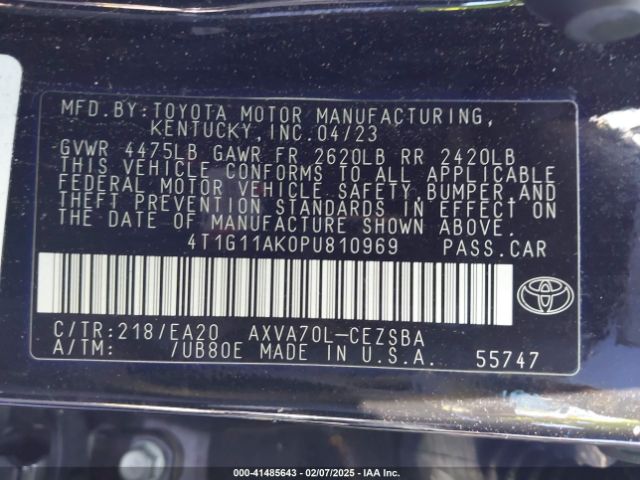 MFD.BY:TOYOTA MOTOR MANUFACTURING,
KENTUCKY,INC.04/23
GVWR 4475LB GAWR FR 2620LB RR 2420LB
THIS VEHICLE CONFORMS TO ALL APPLICABLE
FEDERAL MOTOR VEHICLE SAFETY,BUMPER,AND
THEFT PREVENTION STANDARDS IN EFFECT ON
THE DATE OF MANUFACTURE SHOWN ABOVE.
4T1G11AK0PU810969 PASS.CAR
C/TR:218/EA20 AXVA70L-CEZSBA
A/TM: /UB80E MADE IN U.S.A. 55747
TOYOTA
000-41485643 - 02/07/2025 - IAA Inc.